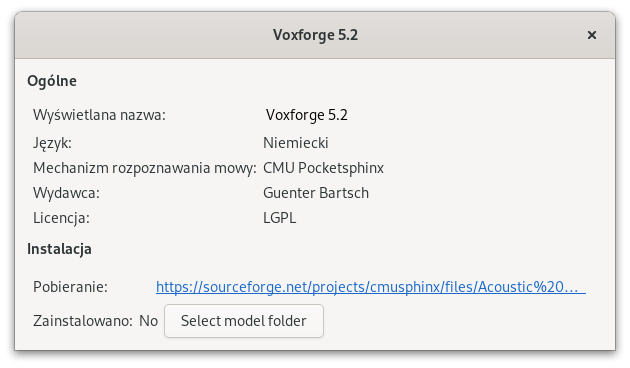 Voxforge 5.2
Ogólne
Wyświetlana nazwa: Voxforge 5.2
Język: Niemiecki
Mechanizm rozpoznawania mowy: CMU Pocketsphinx
Wydawca: Guenter Bartsch
Licencja: LGPL
Instalacja
Pobieranie: https://sourceforge.net/projects/cmusphinx/files/Acoustic%20...
Zainstalowano: No Select model folder